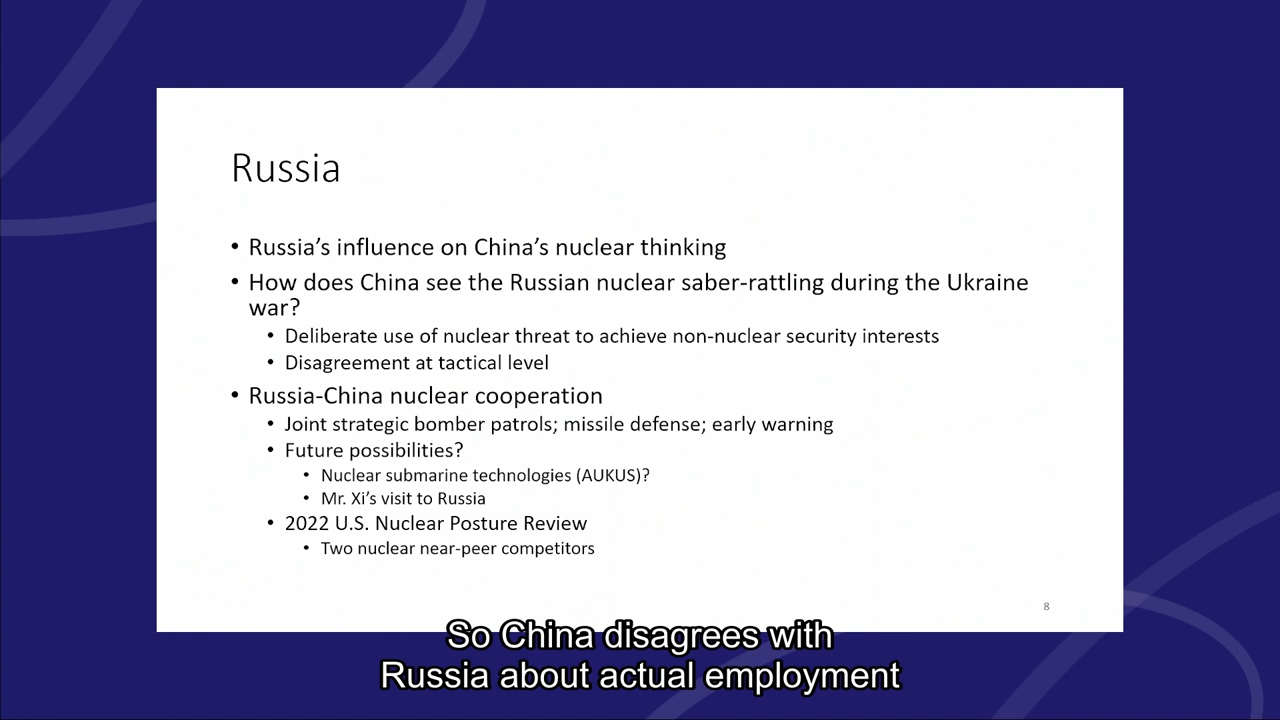 Russia
• Russia’s influence on China’s nuclear thinking
• How does China see the Russian nuclear saber-rattling during the Ukraine
war?
• Deliberate use of nuclear threat to achieve non-nuclear security interests
• Disagreement at tactical level
• Russia-China nuclear cooperation
• Joint strategic bomber patrols; missile defense; early warning
• Future possibilities?
• Nuclear submarine technologies (AUKUS)?
• Mr. Xi’s visit to Russia
• 2022 U.S. Nuclear Posture Review
• Two nuclear near-peer competitors
8
So China disagrees with
Russia about actual employment